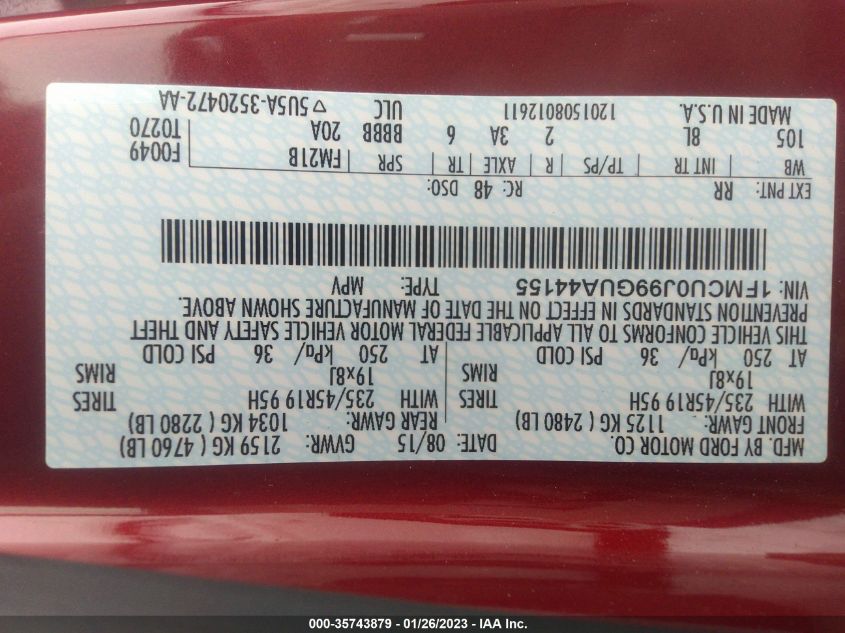 MFD. BY FORD MOTOR CO.
DATE: 08/15 GVWR: 2159 KG ( 4760 LB)
FRONT GAWR: 1125 KG ( 2480 LB) REAR GAWR: 1034 KG ( 2280 LB)
WITH 235/45R19 95H TIRES WITH 235/45R19 95H TIRES
19x8J RIMS 19x8J RIMS
AT 250 kPa/ 36 PSI COLD AT 250 kPa/ 36 PSI COLD
THIS VEHICLE CONFORMS TO ALL APPLICABLE FEDERAL MOTOR VEHICLE SAFETY AND THEFT
PREVENTION STANDARDS IN EFFECT ON THE DATE OF MANUFACTURE SHOWN ABOVE.
VIN: 1FMCU0J99GUA44155 TYPE: MPV
EXT PNT: RR RC: 48 DSO:
WB INT TR TP/PS R AXLE TR SPR FM21B F0049
105 8L 2 3A 6 BBBB 20A T0270
MADE IN U.S.A. 1201508012611 ULC ▽ 5U5A-3520472-AA
000-35743879 - 01/26/2023 - IAA Inc.